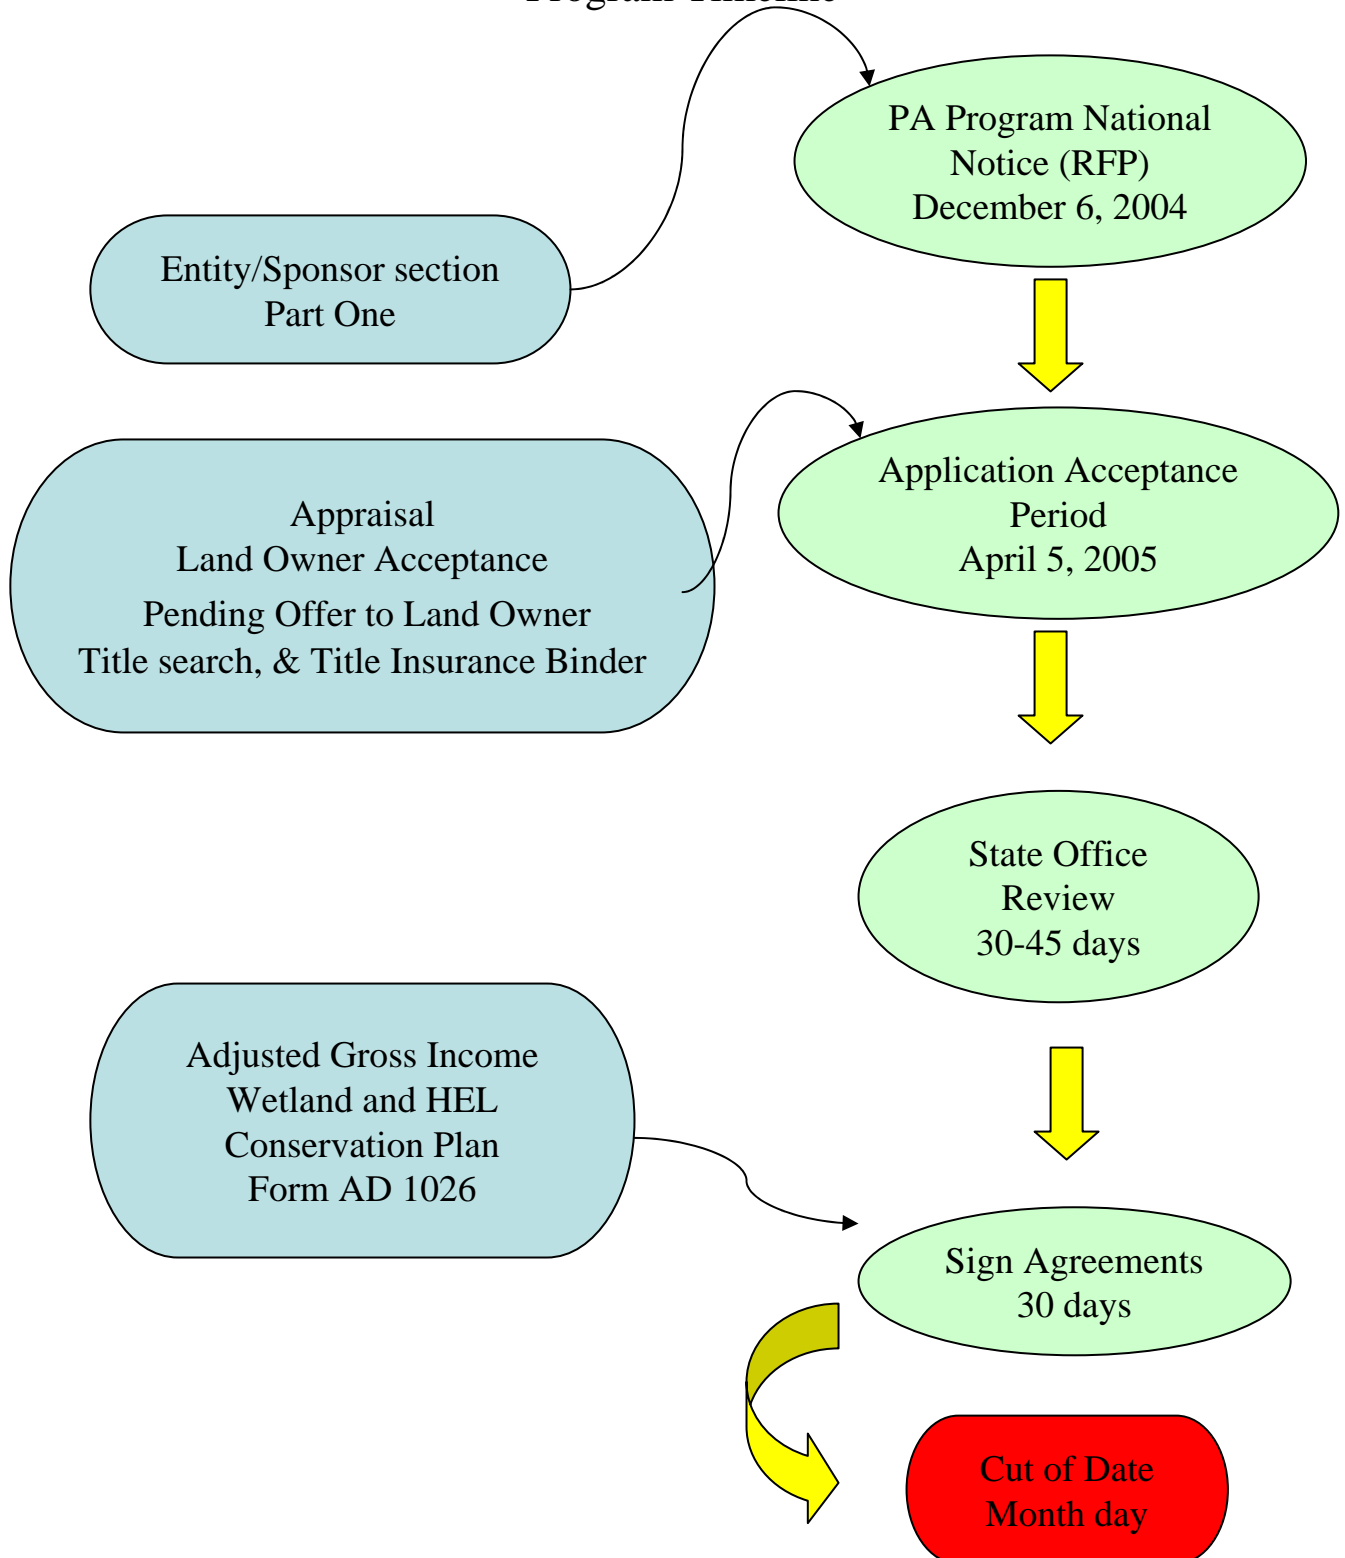 Program Timeline
PA Program National
Notice (RFP)
December 6, 2004
Entity/Sponsor section
Part One
Application Acceptance
Period
April 5, 2005
Appraisal
Land Owner Acceptance
Pending Offer to Land Owner
Title search, & Title Insurance Binder
State Office
Review
30-45 days
Adjusted Gross Income
Wetland and HEL
Conservation Plan
Form AD 1026
Sign Agreements
30 days
Cut of Date
Month day